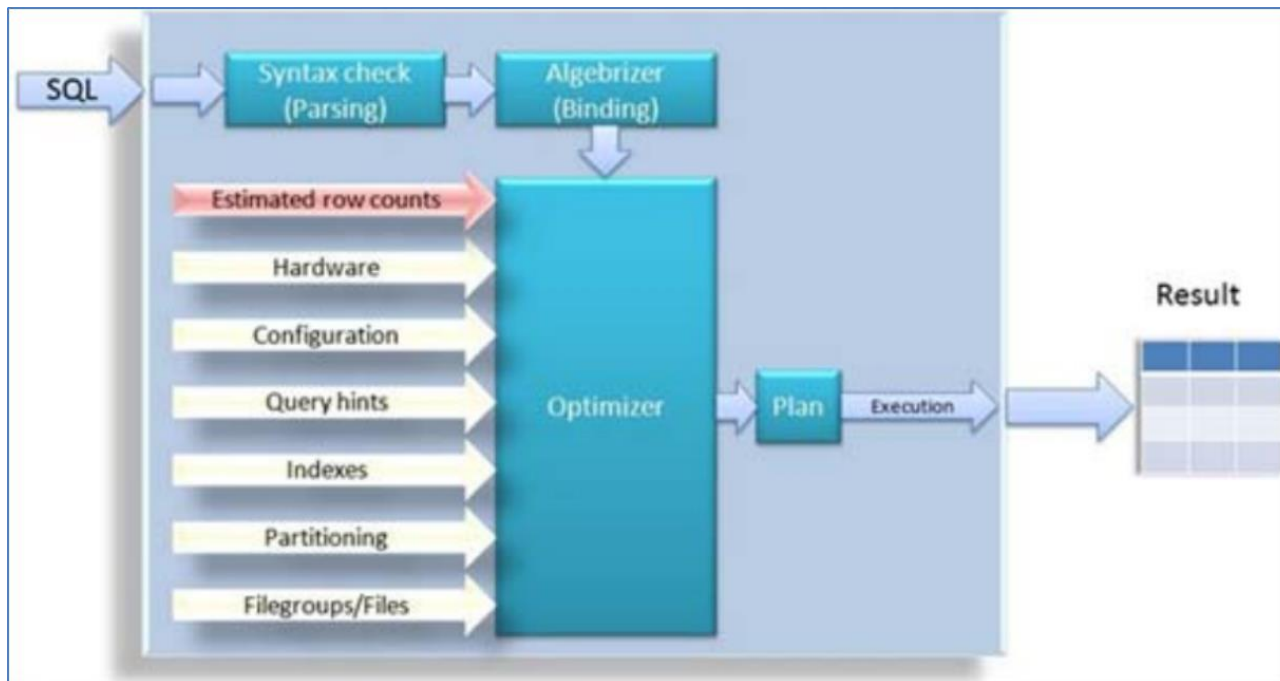 SQL
Syntax check
(Parsing)
Algebrizer
(Binding)
Estimated row counts
Hardware
Configuration
Query hints
Indexes
Partitioning
Filegroups/Files
Optimizer
Plan
Execution
Result